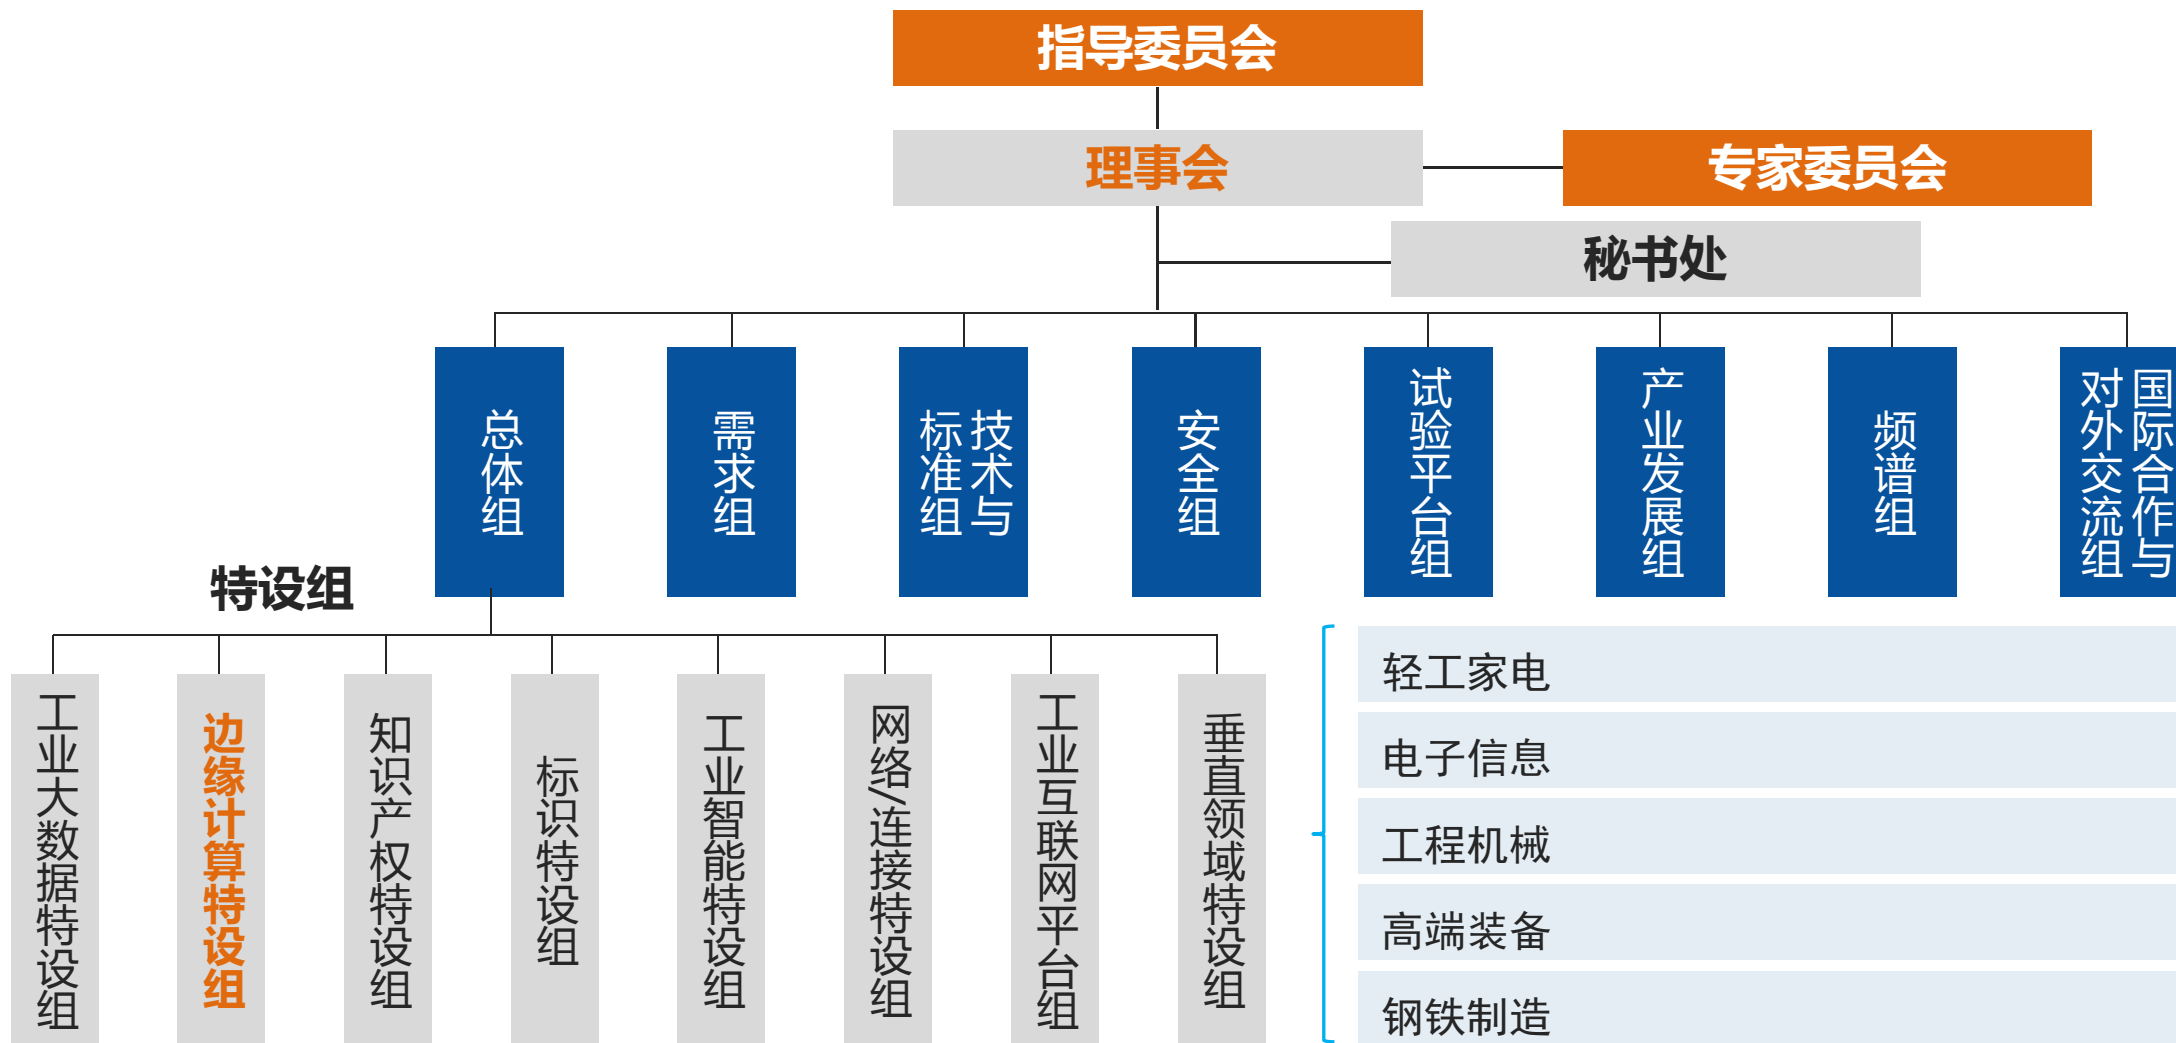 指导委员会
理事会
专家委员会
秘书处
总体组
需求组
技术与
标准组
安全组
试验平台组
产业发展组
频谱组
国际合作与
对外交流组
特设组
工业大数据特设组
边缘计算特设组
知识产权特设组
标识特设组
工业智能特设组
网络/连接特设组
工业互联网平台组
垂直领域特设组
轻工家电
电子信息
工程机械
高端装备
钢铁制造